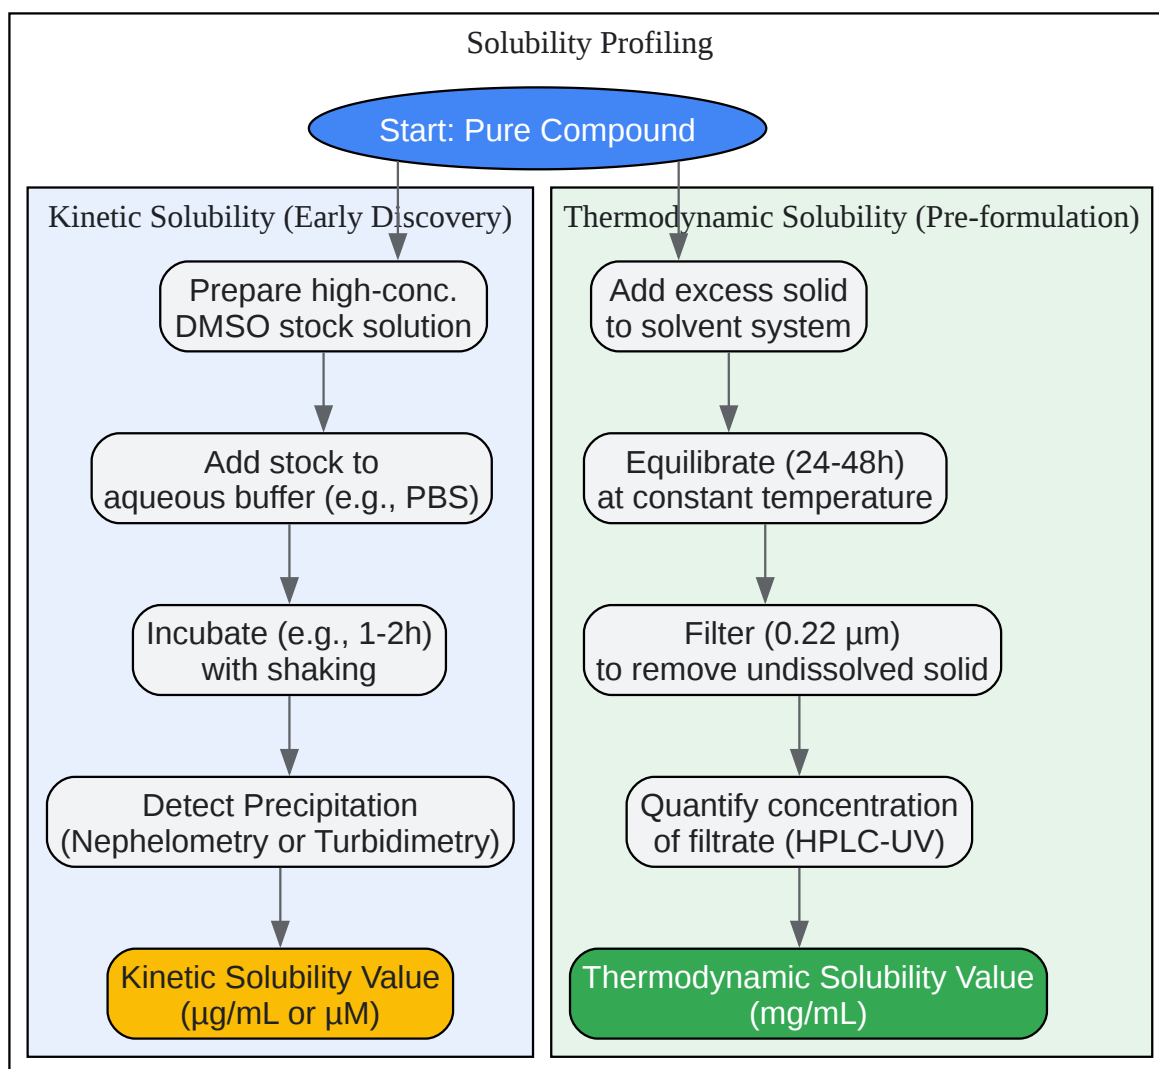 Solubility Profiling
Start: Pure Compound
Kinetic Solubility (Early Discovery)
Prepare high-conc.
DMSO stock solution
Add stock to
aqueous buffer (e.g., PBS)
Incubate (e.g., 1-2h)
with shaking
Detect Precipitation
(Nephelometry or Turbidimetry)
Kinetic Solubility Value
(µg/mL or µM)
Thermodynamic Solubility (Pre-formulation)
Add excess solid
to solvent system
Equilibrate (24-48h)
at constant temperature
Filter (0.22 µm)
to remove undissolved solid
Quantify concentration
of filtrate (HPLC-UV)
Thermodynamic Solubility Value
(mg/mL)